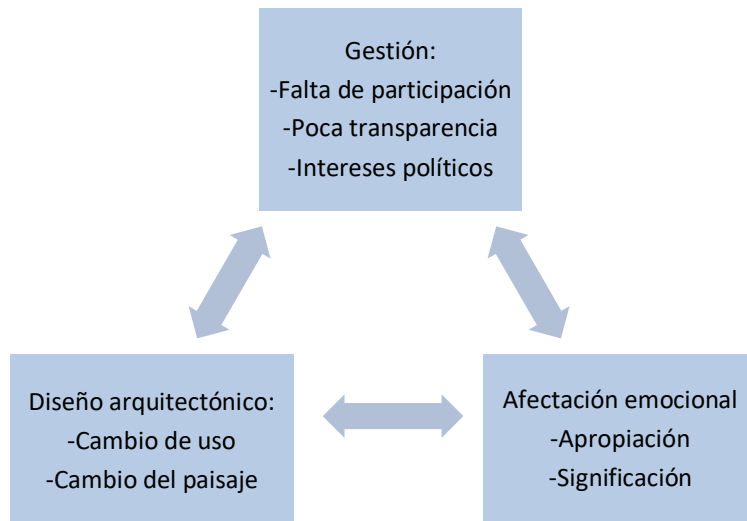 Gestión:
-Falta de participación
-Poca transparencia
-Intereses políticos
Diseño arquitectónico:
-Cambio de uso
-Cambio del paisaje
Afectación emocional
-Apropiación
-Significación